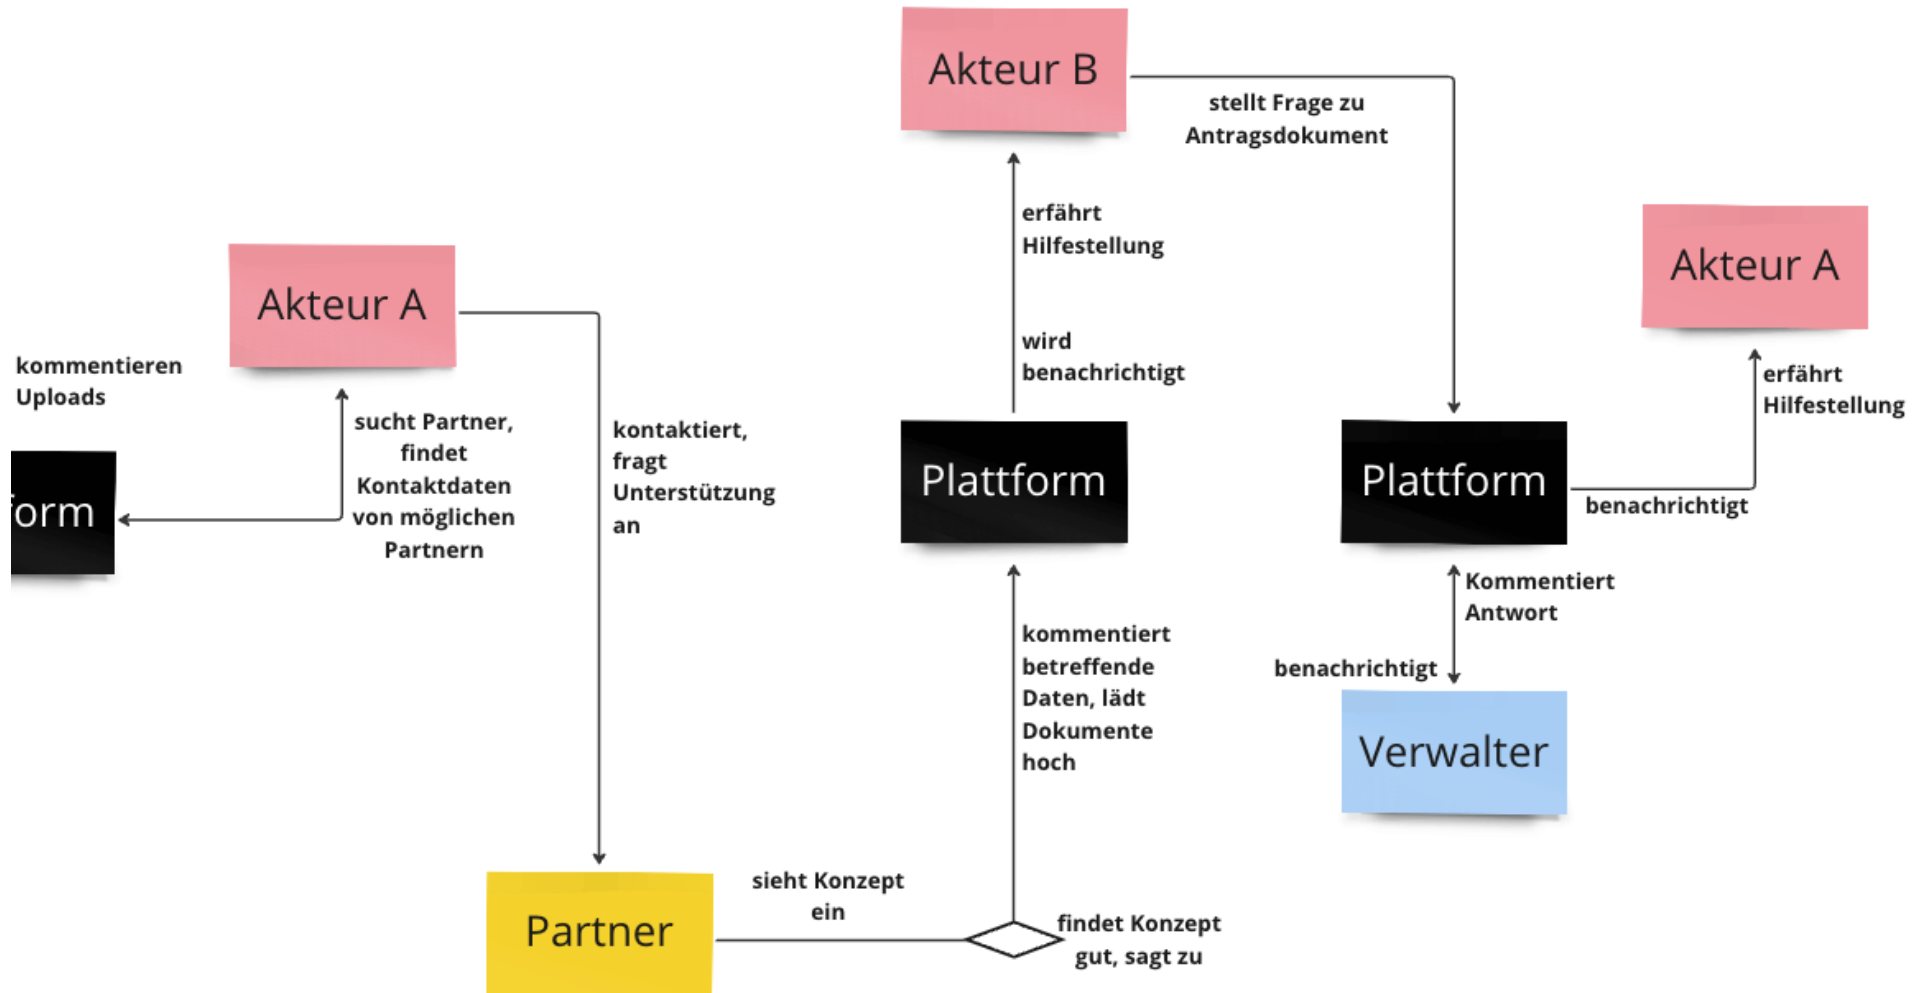 Akteur B
stellt Frage zu
Antragsdokument
erfährt
Hilfestellung
wird
benachrichtigt
Akteur A
kommentieren
Uploads
sucht Partner,
findet
Kontaktdaten
von möglichen
Partnern
form
kontaktiert,
fragt
Unterstützung
an
Plattform
Plattform
Akteur A
erfährt
Hilfestellung
benachrichtigt
Kommentiert
Antwort
benachrichtigt
Verwalter
kommentiert
betreffende
Daten, lädt
Dokumente
hoch
Partner
sieht Konzept
ein
findet Konzept
gut, sagt zu